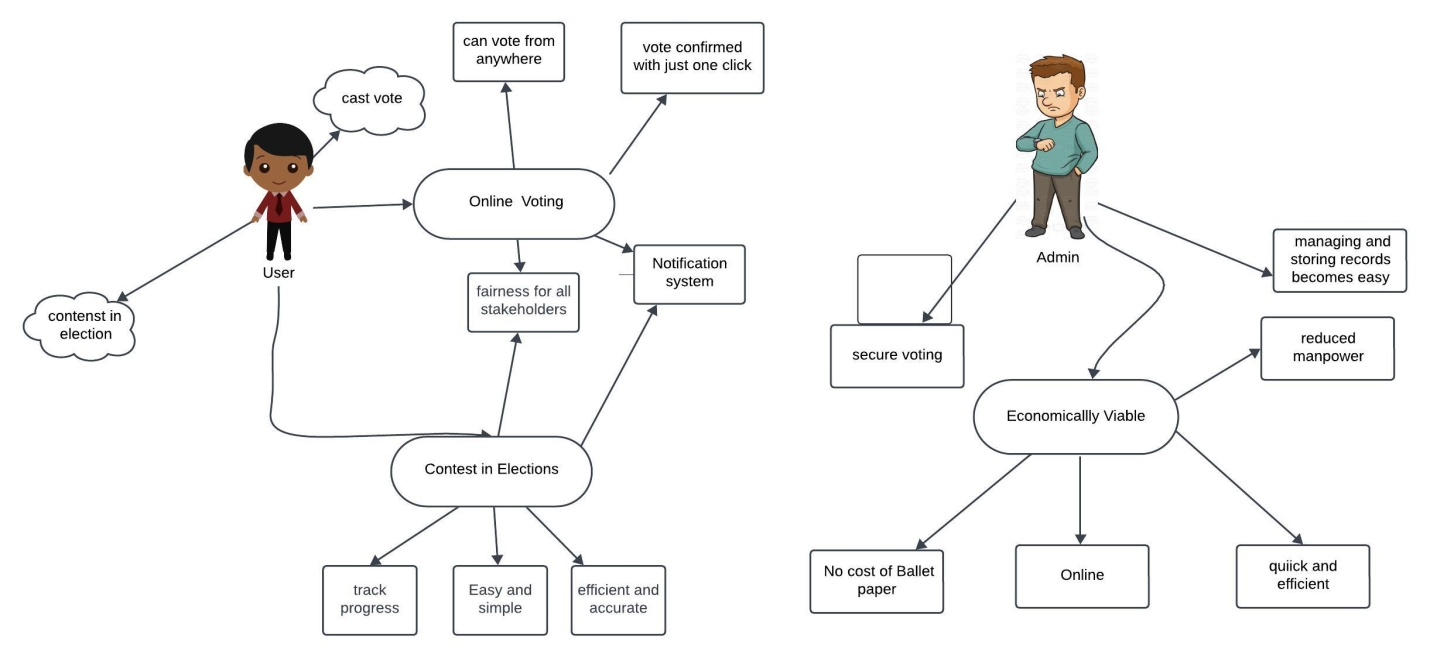 can vote from
anywhere
vote confirmed
with just one click
cast vote
Online  Voting
User
contenst in
election
fairness for all
stakeholders
Notification
system
Contest in Elections
track
progress
Easy and
simple
efficient and
accurate
Admin
managing and
storing records
becomes easy
secure voting
reduced
manpower
Economicallly Viable
No cost of Ballet
paper
Online
quiick and
efficient